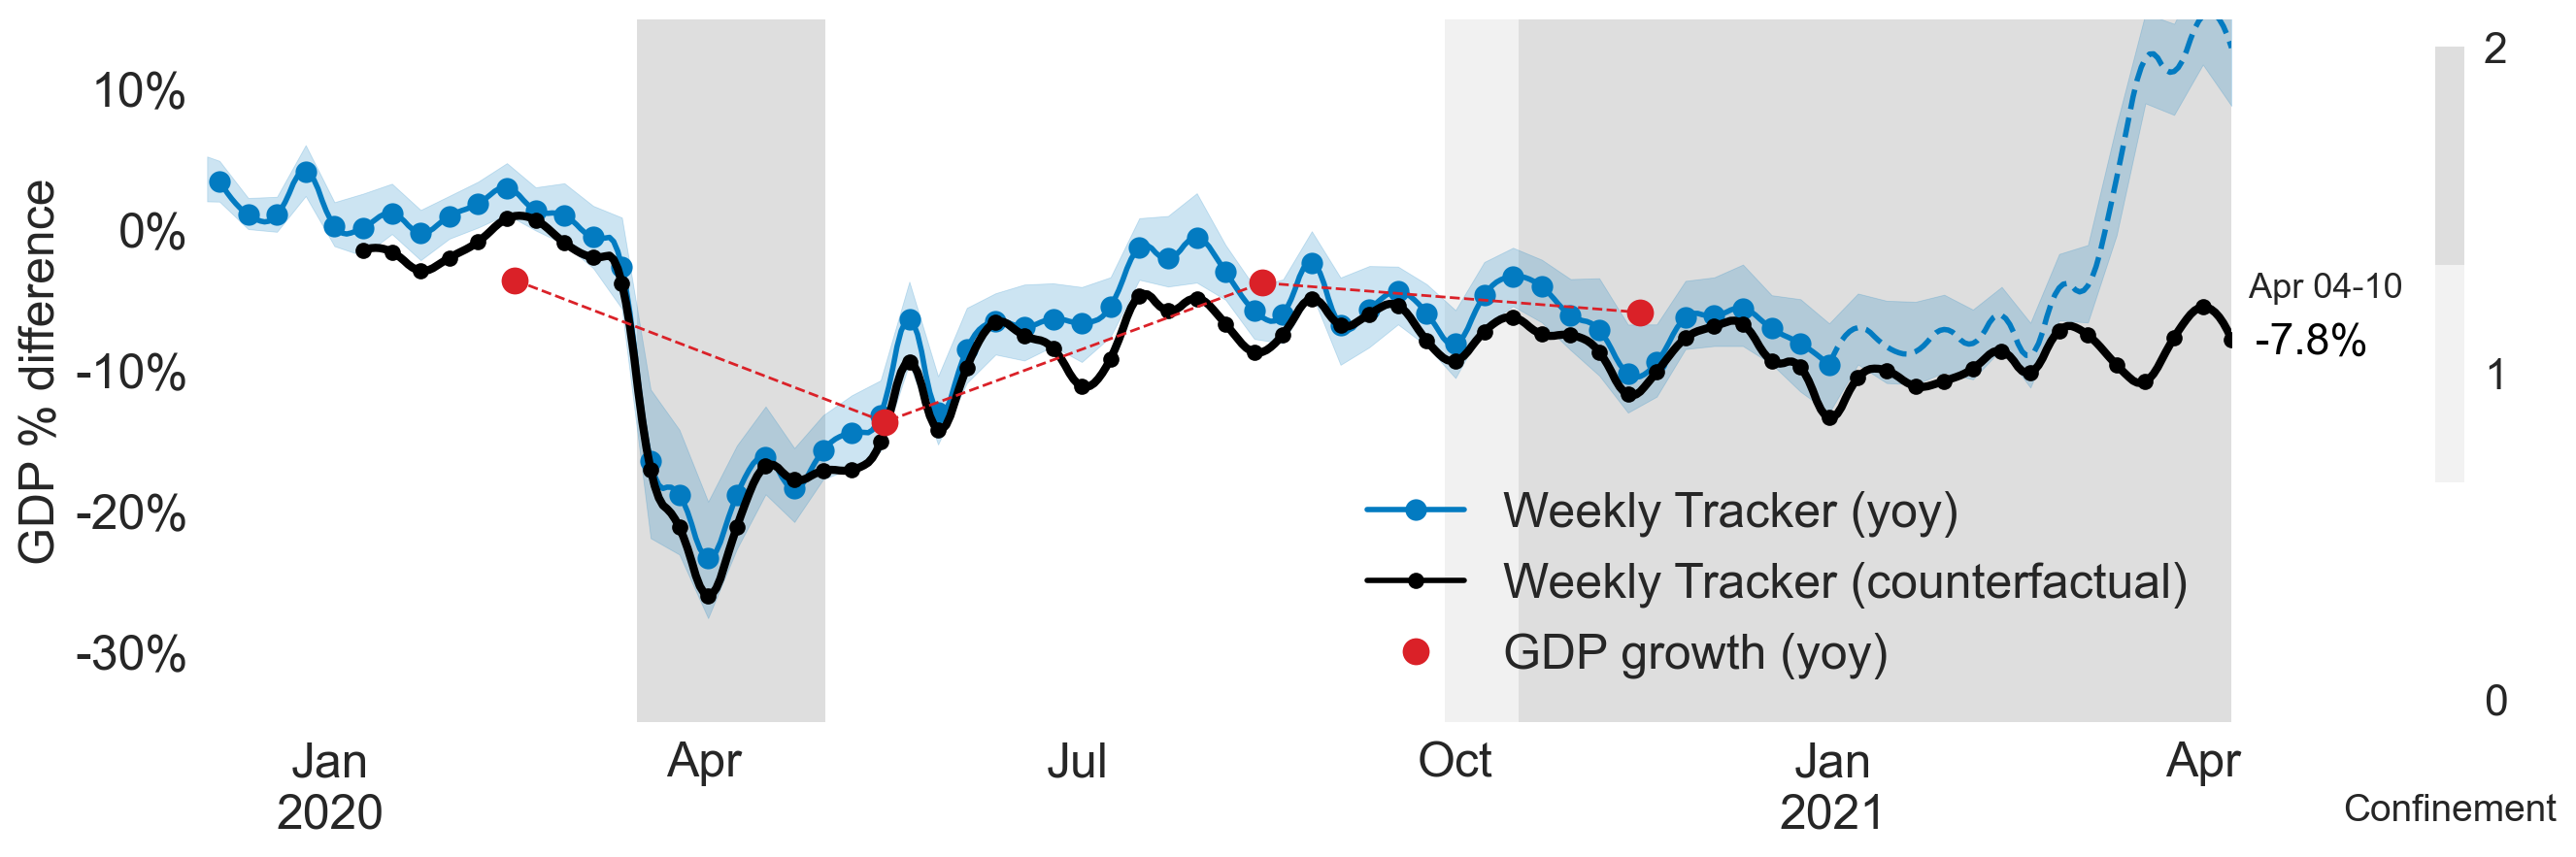 GDP % difference
10%
0%
-10%
-20%
-30%
Jan
2020
Apr
Jul
Oct
Jan
2021
Apr
Weekly Tracker (yoy)
Weekly Tracker (counterfactual)
GDP growth (yoy)
Apr 04-10
-7.8%
2
1
0
Confinement